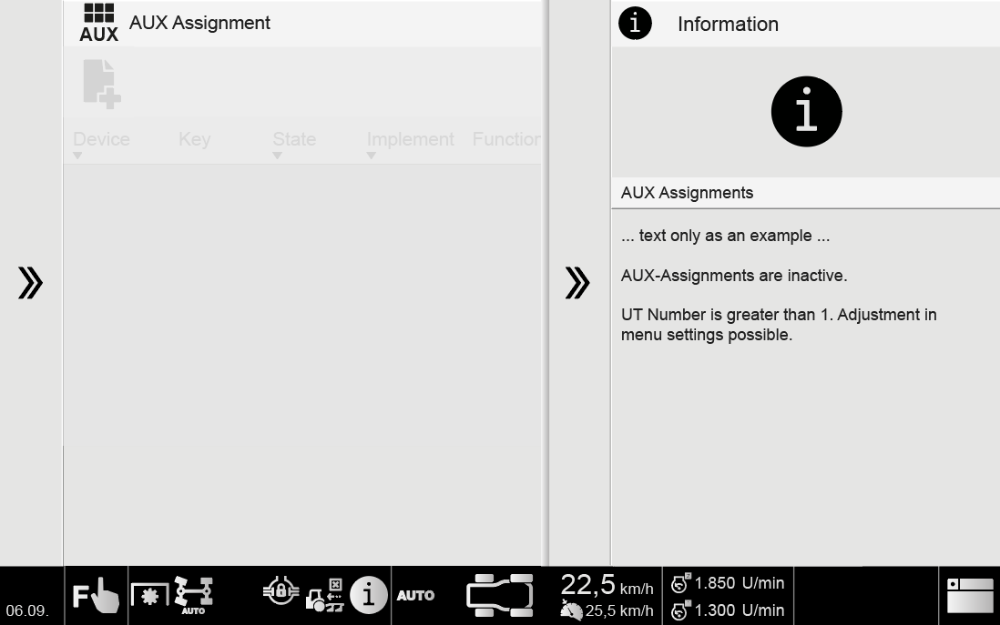 AUX
AUX Assignment
Device Key State Implement Function
i Information
i
AUX Assignments
... text only as an example ...
AUX-Assignments are inactive.
UT Number is greater than 1. Adjustment in
menu settings possible.
06.09.
F
AUTO
i
AUTO
22,5 km/h
25,5 km/h
1.850 U/min
1.300 U/min